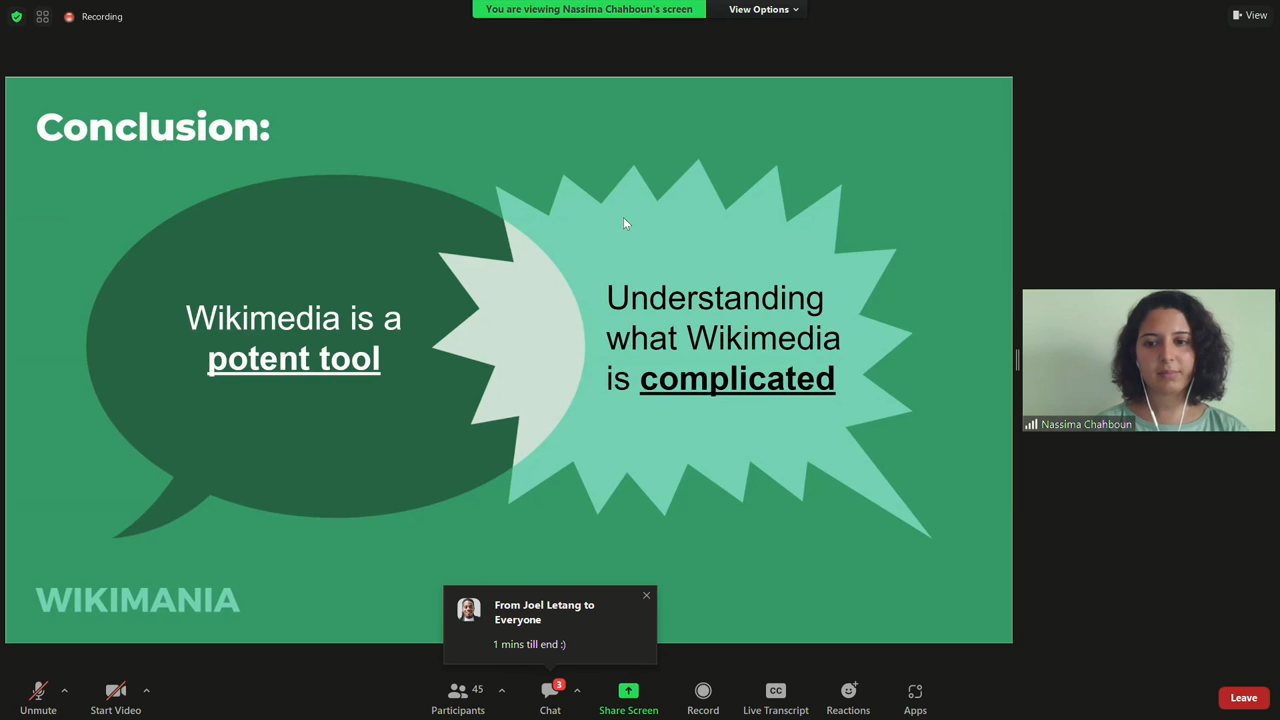 Recording
You are viewing Nassima Chahboun's screen
View Options
View
Conclusion:
Wikimedia is a
potent tool
Understanding
what Wikimedia
is complicated
Nassima Chahboun
WIKIMANIA
From Joel Letang to
Everyone
1 mins till end :)
Unmute
Start Video
45
Participants
3
Chat
Share Screen
Record
CC
Live Transcript
Reactions
Apps
Leave